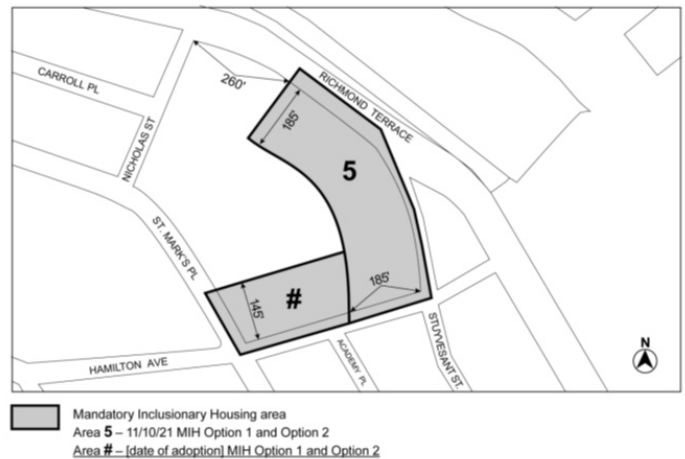 CARROLL PL
NICHOLAS ST
260'
RICHMOND TERRACE
185'
5
ST. MARK'S PL
145'
#
185'
HAMILTON AVE
ACADEMY PL
STUYVESANT ST.
N
Mandatory Inclusionary Housing area
Area 5 – 11/10/21 MIH Option 1 and Option 2
Area # – [date of adoption] MIH Option 1 and Option 2